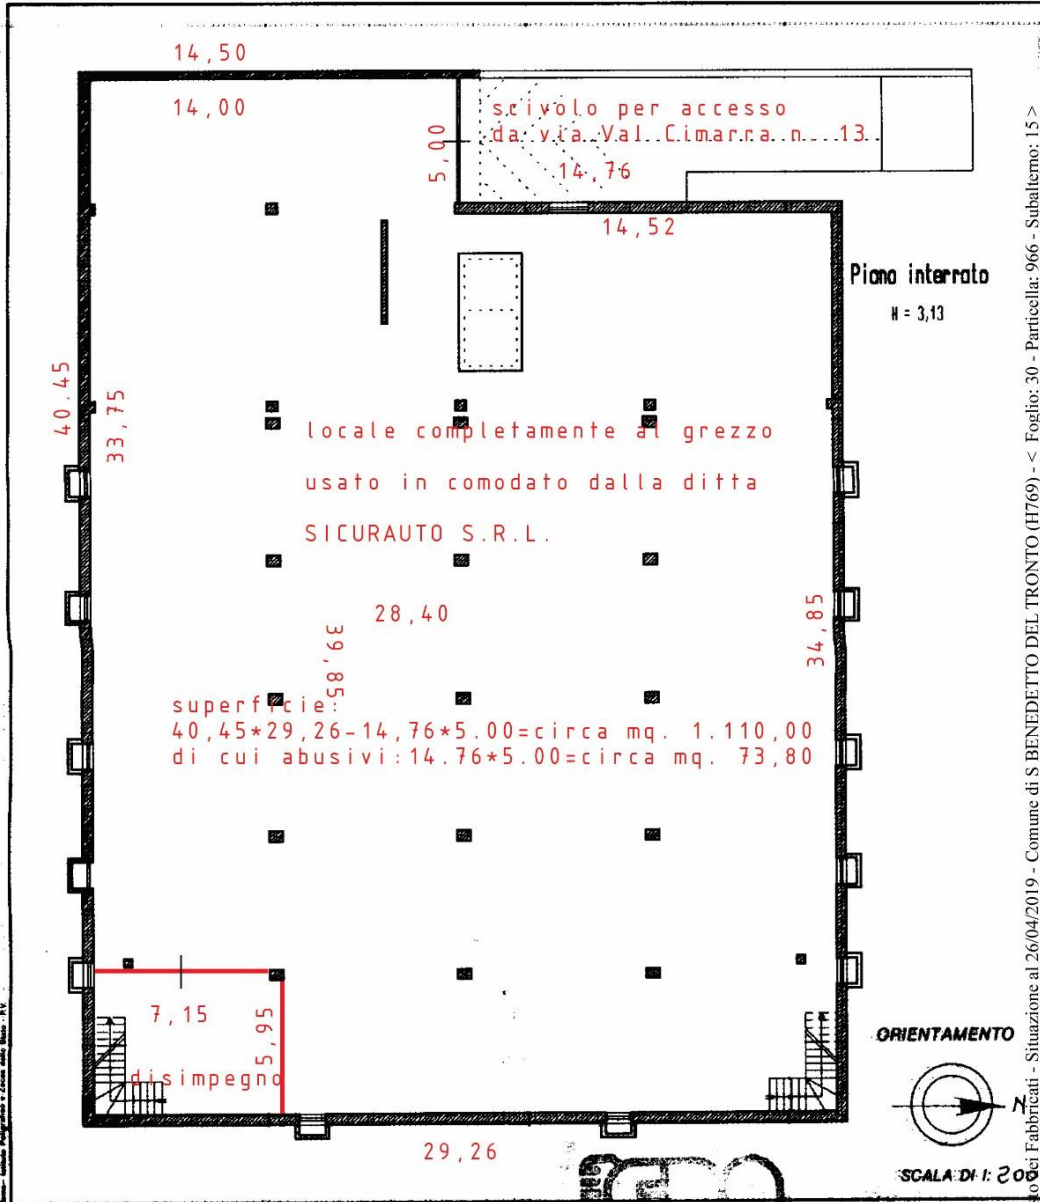 14,50
14,00
scivolo per accesso
da via Val Cimarra n. 13
5,00
14,76
14,52
Piano interrato
H = 3,13
40.45
33,75
locale completamente al grezzo
usato in comodato dalla ditta
SICURAUTO S.R.L.
28,40
39,85
34,85
superficie:
40,45*29,26-14,76*5.00=circa mq. 1.110,00
di cui abusivi:14.76*5.00=circa mq. 73,80
7,15
5,95
disimpegno
29,26
ORIENTAMENTO
N
SCALA DI 1: 200
dei Fabbricati - Situazione al 26/04/2019 - Comune di S BENEDETTO DEL TRONTO (H769) - < Foglio: 30 - Particella: 966 - Subalterno: 15 >
Istituto Poligrafico e Zecca dello Stato - P.V.